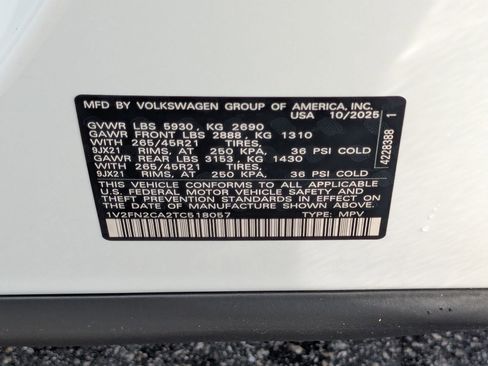 MFD BY VOLKSWAGEN GROUP OF AMERICA, INC.
USA 10/2025
GVWR LBS 5930, KG 2690
GAWR FRONT LBS 2888, KG 1310
WITH 265/45R21 TIRES,
9JX21 RIMS, AT 250 KPA, 36 PSI COLD
GAWR REAR LBS 3153, KG 1430
WITH 265/45R21 TIRES,
9JX21 RIMS, AT 250 KPA, 36 PSI COLD
THIS VEHICLE CONFORMS TO ALL APPLICABLE
U.S. FEDERAL MOTOR VEHICLE SAFETY AND
THEFT PREVENTION STANDARDS IN EFFECT ON
THE DATE OF MANUFACTURE SHOWN ABOVE.
1V2FN2CA2TC518057 TYPE: MPV
4228388 1